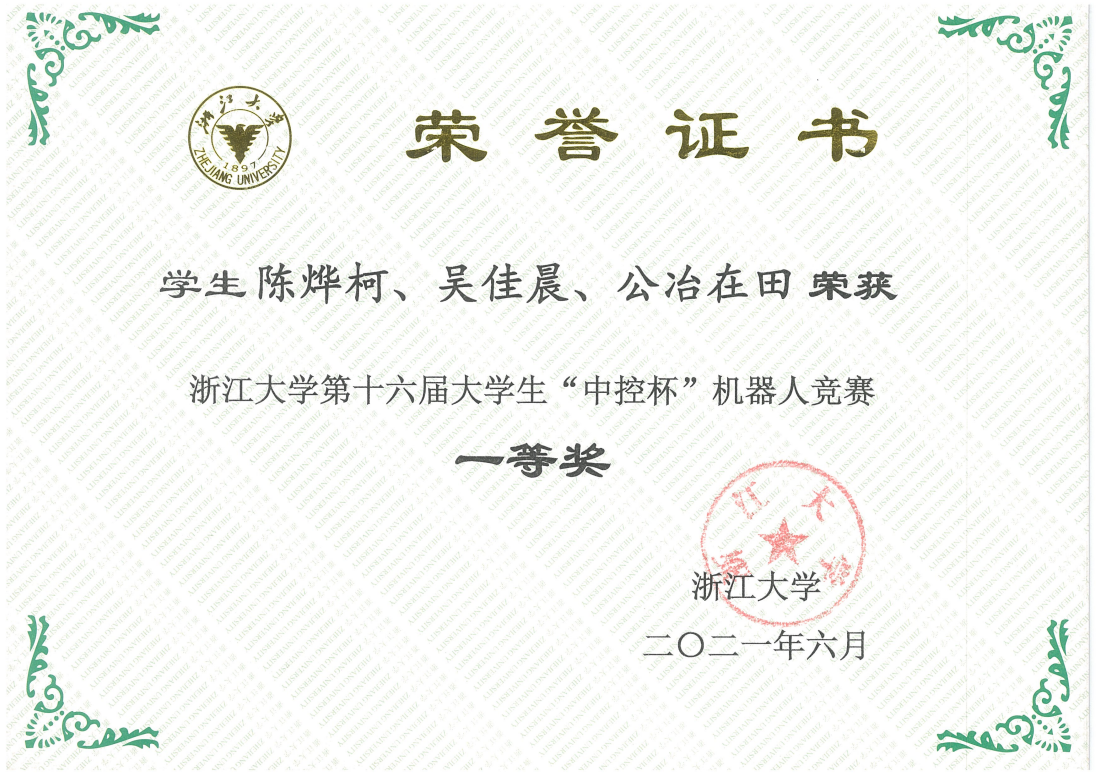 浙江大学
1897
ZHEJIANG UNIVERSITY
荣誉证书
学生陈烨柯、吴佳晨、公冶在田荣获
浙江大学第十六届大学生“中控杯”机器人竞赛
一等奖
浙江大学
浙江大学
二〇二一年六月